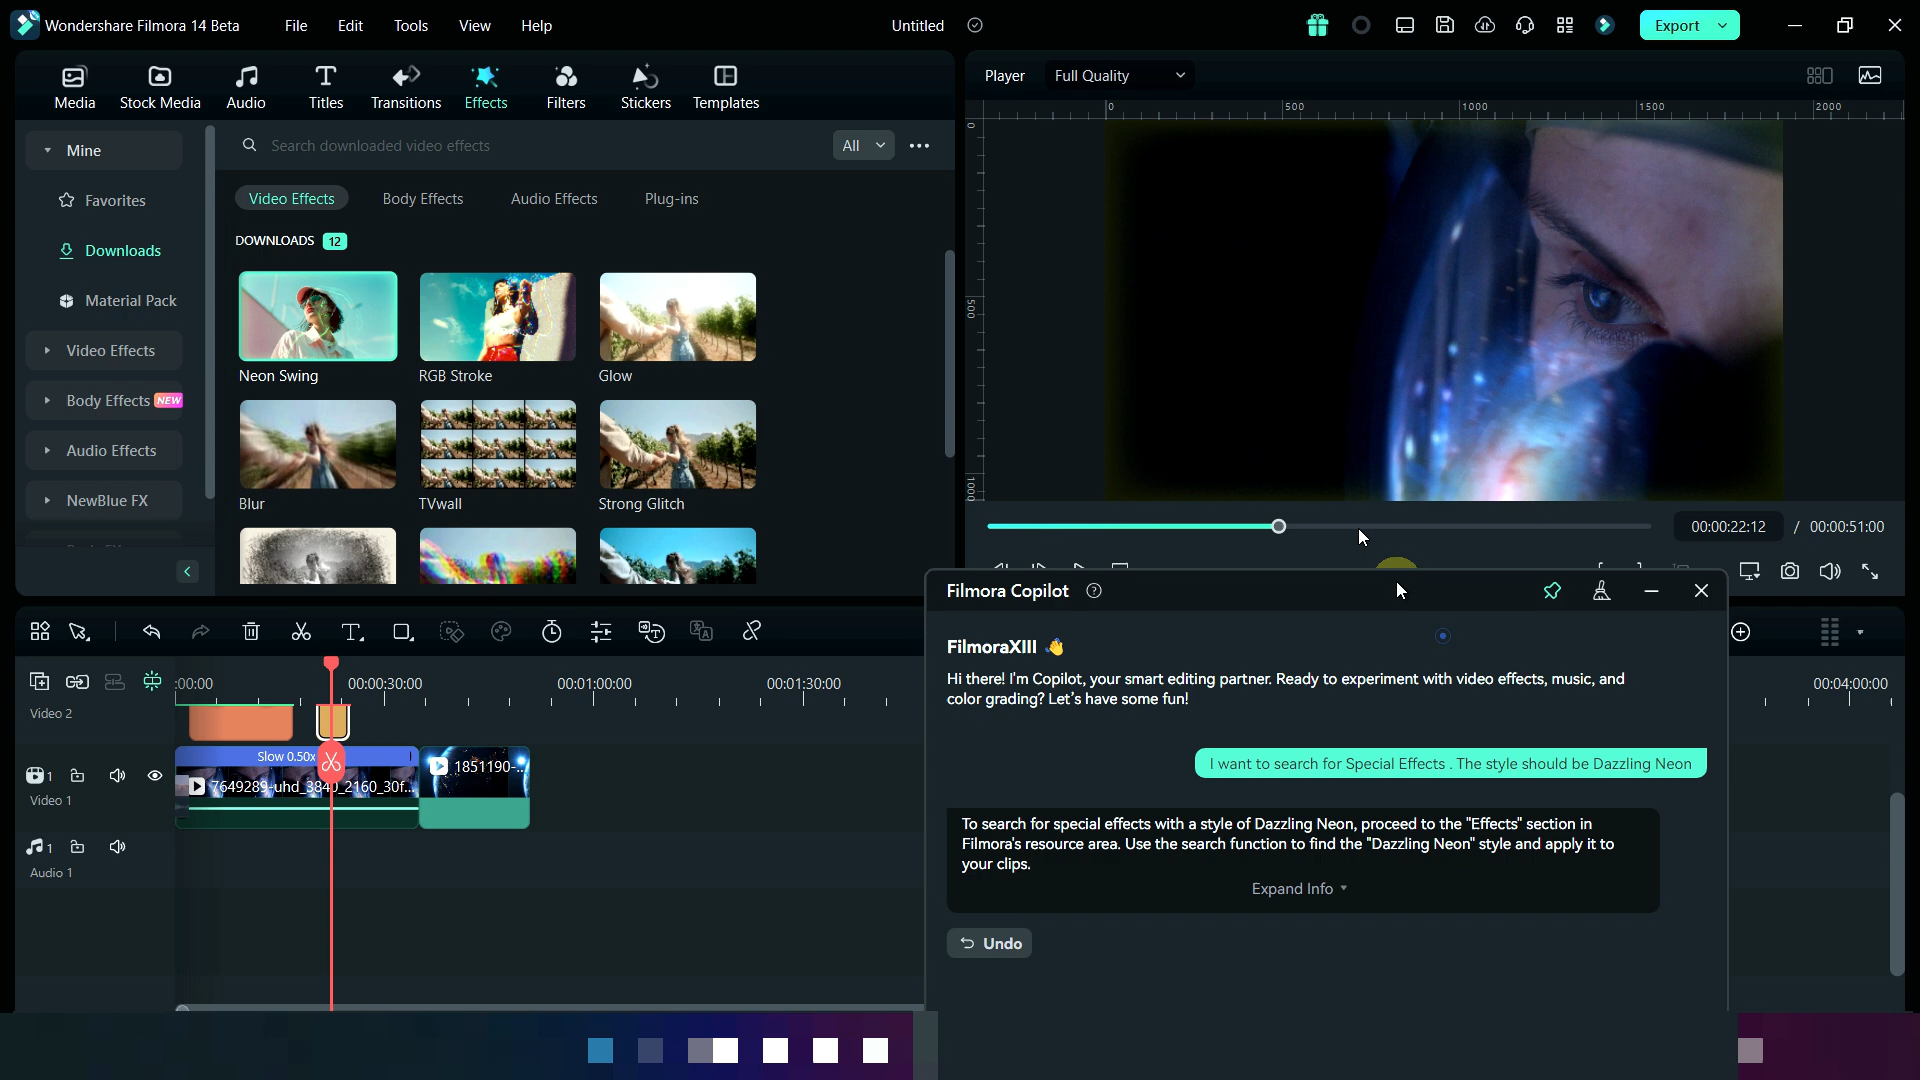 Wondershare Filmora 14 Beta File Edit Tools View Help Untitled Export
Media Stock Media Audio Titles Transitions Effects Filters Stickers Templates
Player Full Quality
0 500 1000 1500 2000
0
500
1000
Mine
Favorites
Downloads
Material Pack
Video Effects
Body Effects NEW
Audio Effects
NewBlue FX
Search downloaded video effects All
Video Effects Body Effects Audio Effects Plug-ins
DOWNLOADS 12
Neon Swing RGB Stroke Glow
Blur TVwall Strong Glitch
00:00:22:12 / 00:00:51:00
:00:00 00:00:30:00 00:01:00:00 00:01:30:00 00:04:00:00
Video 2
Slow 0.50x
1
7649289-uhd_3840_2160_30f...
1851190-...
Video 1
1
Audio 1
Filmora Copilot
FilmoraXIII 👋
Hi there! I'm Copilot, your smart editing partner. Ready to experiment with video effects, music, and
color grading? Let's have some fun!
I want to search for Special Effects . The style should be Dazzling Neon
To search for special effects with a style of Dazzling Neon, proceed to the "Effects" section in
Filmora's resource area. Use the search function to find the "Dazzling Neon" style and apply it to
your clips.
Expand Info
Undo